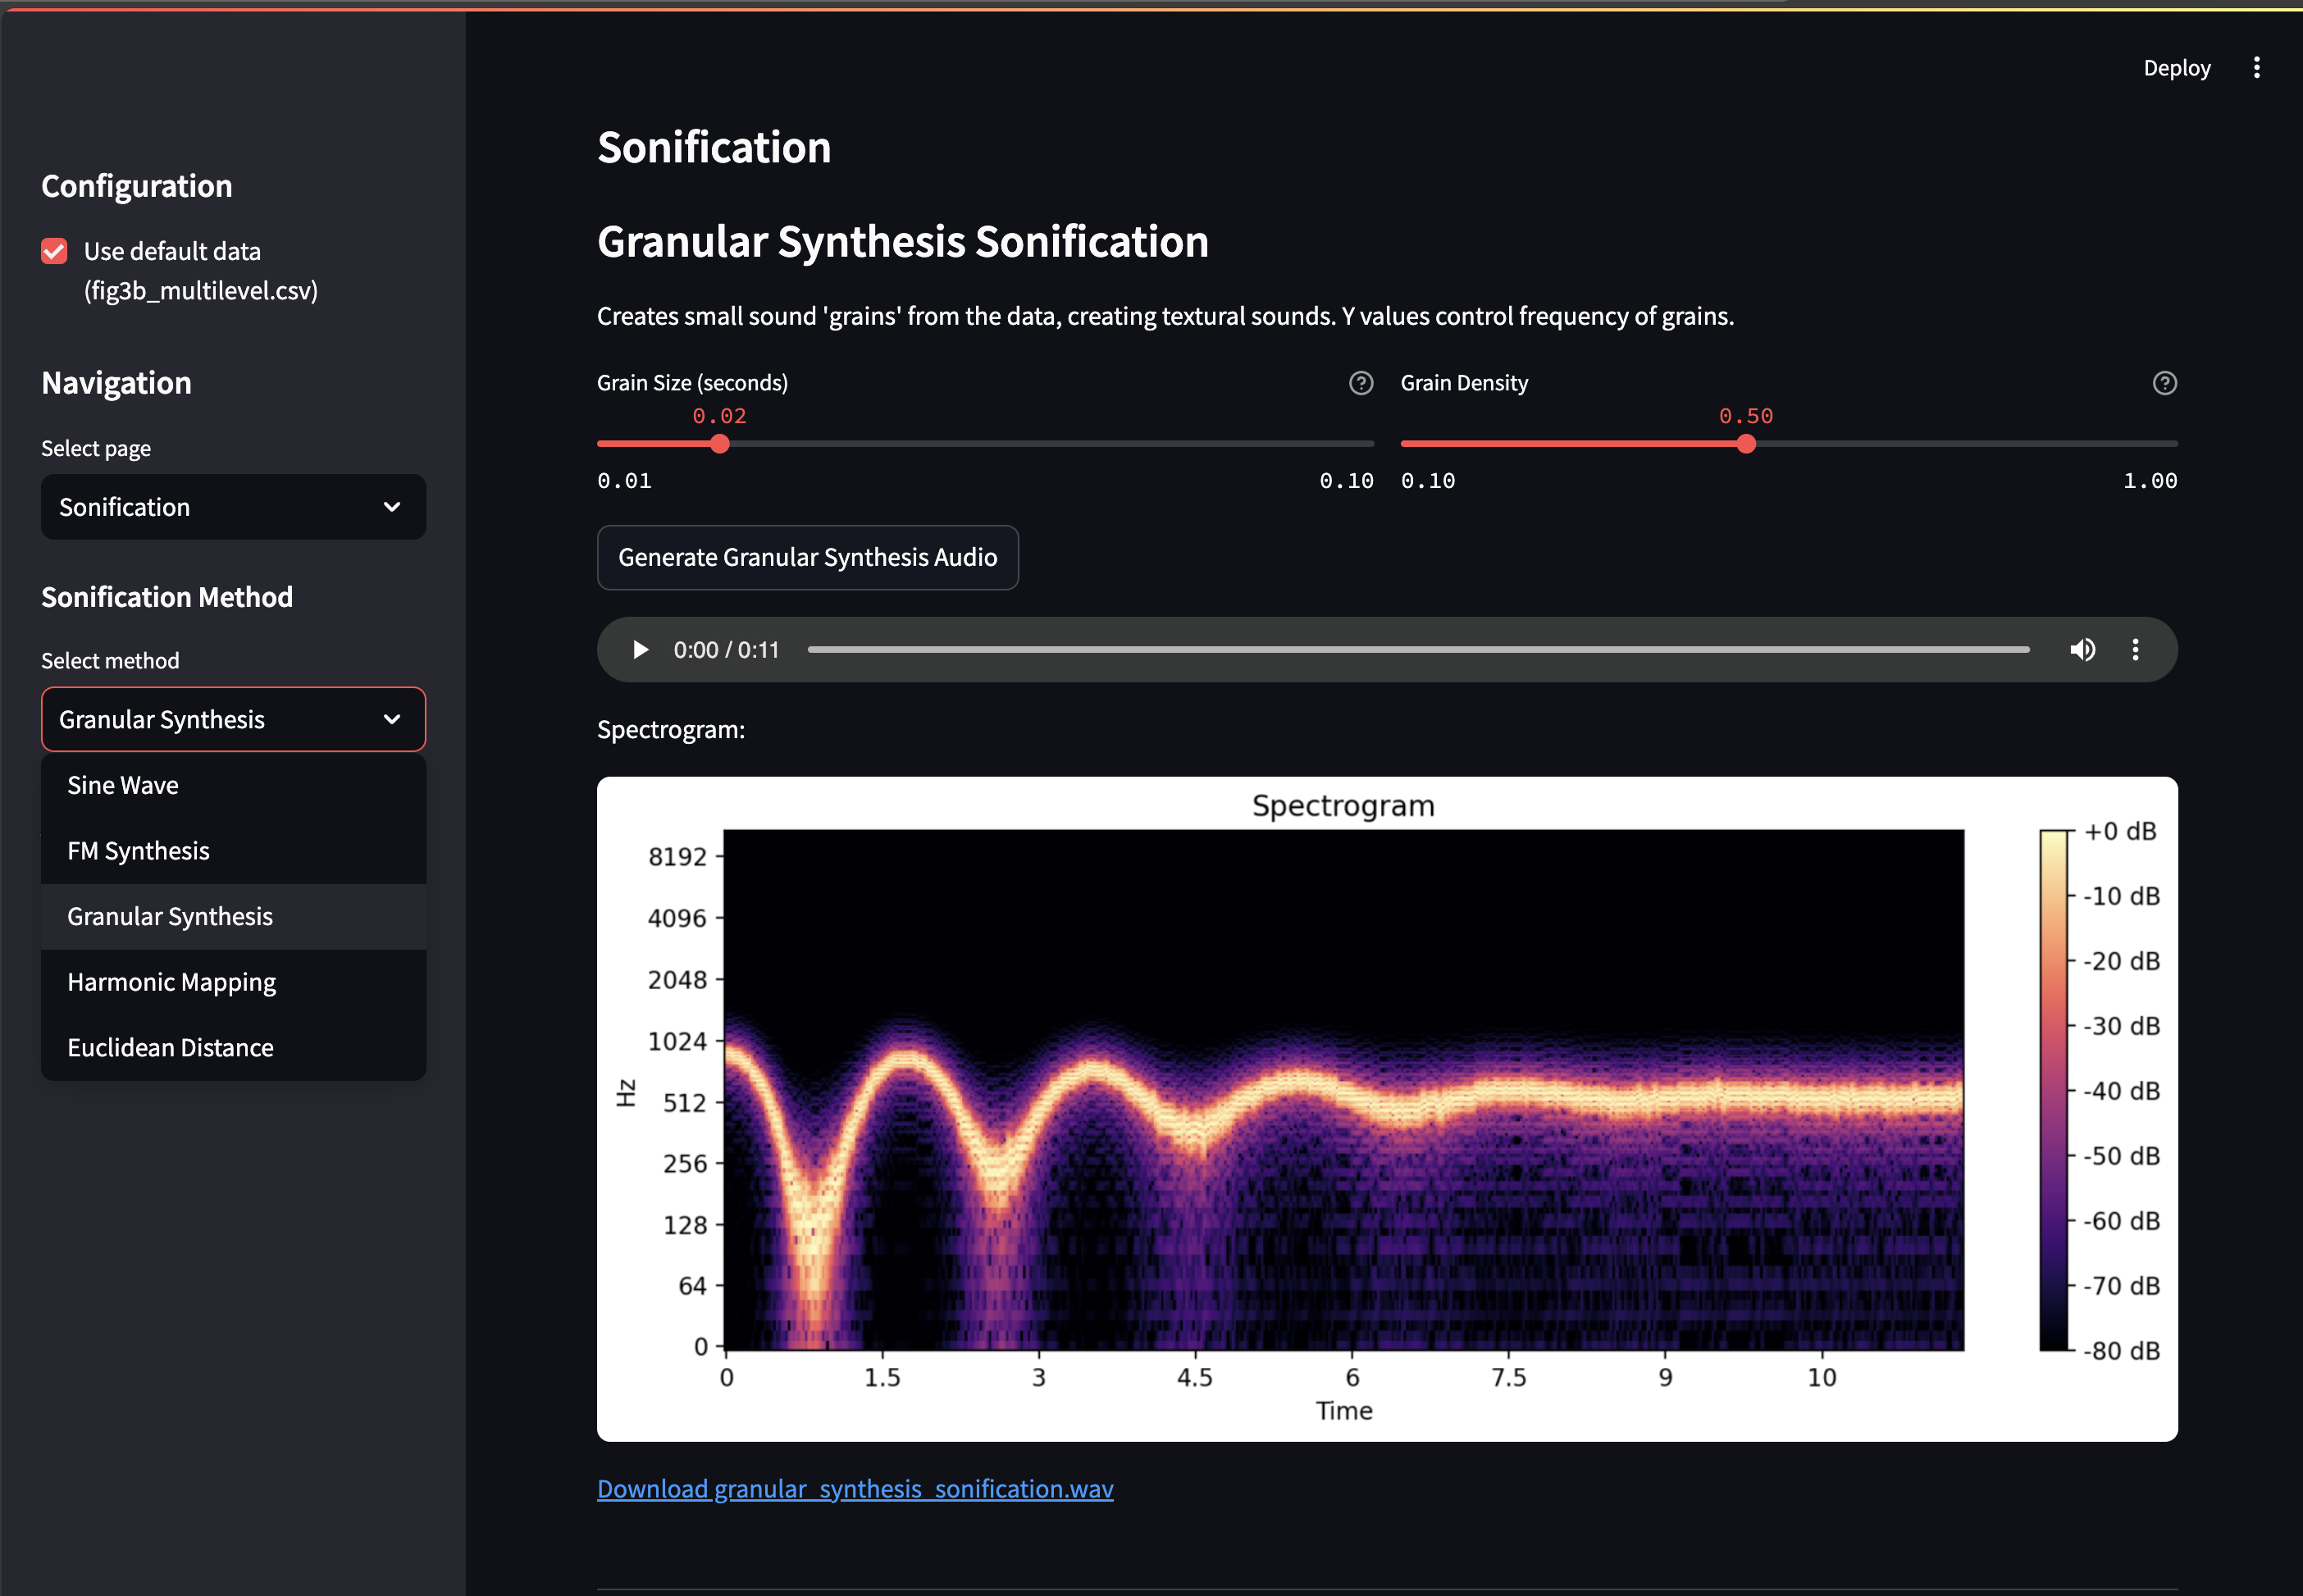 Deploy
Configuration
Use default data
(fig3b_multilevel.csv)
Navigation
Select page
Sonification
Sonification Method
Select method
Granular Synthesis
Sine Wave
FM Synthesis
Granular Synthesis
Harmonic Mapping
Euclidean Distance
Sonification
Granular Synthesis Sonification
Creates small sound 'grains' from the data, creating textural sounds. Y values control frequency of grains.
Grain Size (seconds)
0.02
0.01 0.10
Grain Density
0.50
0.10 1.00
Generate Granular Synthesis Audio
0:00 / 0:11
Spectrogram:
Spectrogram
8192
4096
2048
1024
512
256
128
64
0
Hz
0 1.5 3 4.5 6 7.5 9 10
Time
+0 dB
-10 dB
-20 dB
-30 dB
-40 dB
-50 dB
-60 dB
-70 dB
-80 dB
Download granular_synthesis_sonification.wav